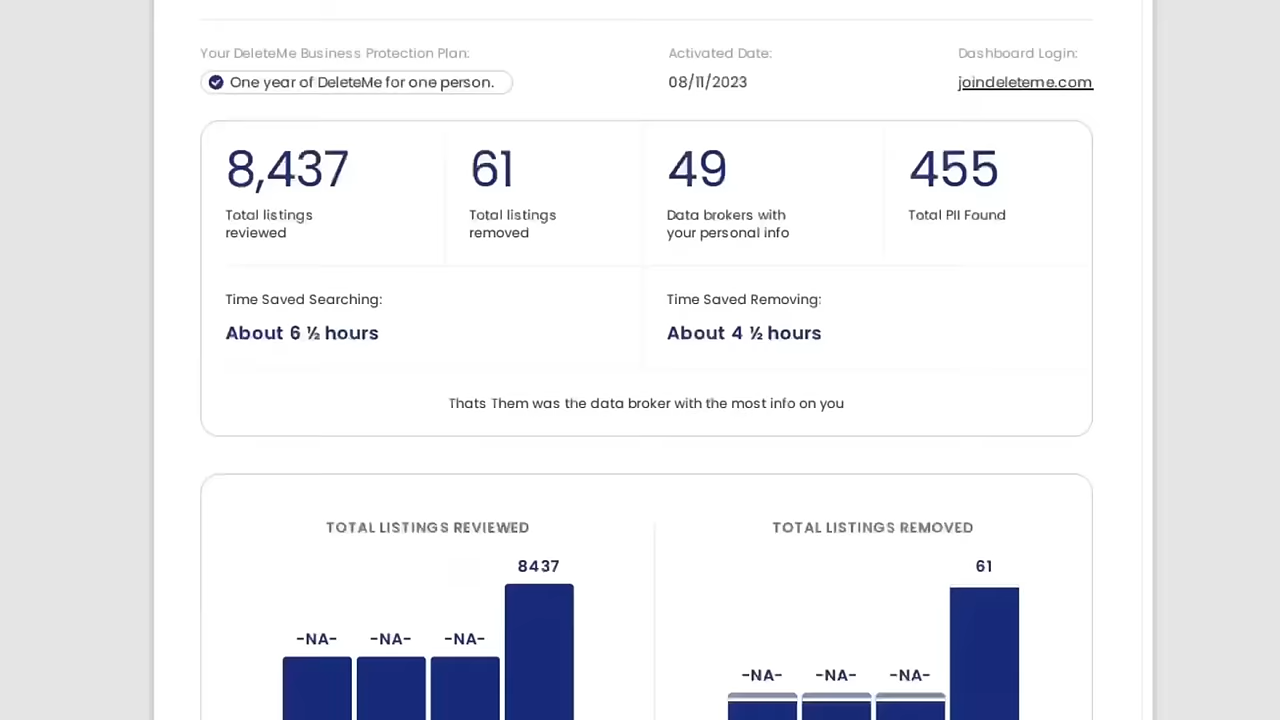 Your DeleteMe Business Protection Plan:
Activated Date:
Dashboard Login:
One year of DeleteMe for one person.
08/11/2023
joindeleteme.com
8,437
61
49
455
Total listings
reviewed
Total listings
removed
Data brokers with
your personal info
Total PII Found
Time Saved Searching:
About 6 ½ hours
Time Saved Removing:
About 4 ½ hours
Thats Them was the data broker with the most info on you
TOTAL LISTINGS REVIEWED
-NA-
-NA-
-NA-
8437
TOTAL LISTINGS REMOVED
-NA-
-NA-
-NA-
61